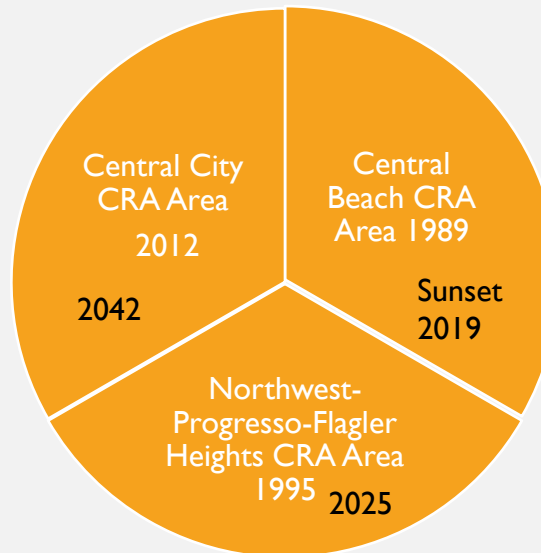 Central City
CRA Area
2012
2042
Central
Beach CRA
Area 1989
Sunset
2019
Northwest-
Progresso-Flagler
Heights CRA Area
1995
2025